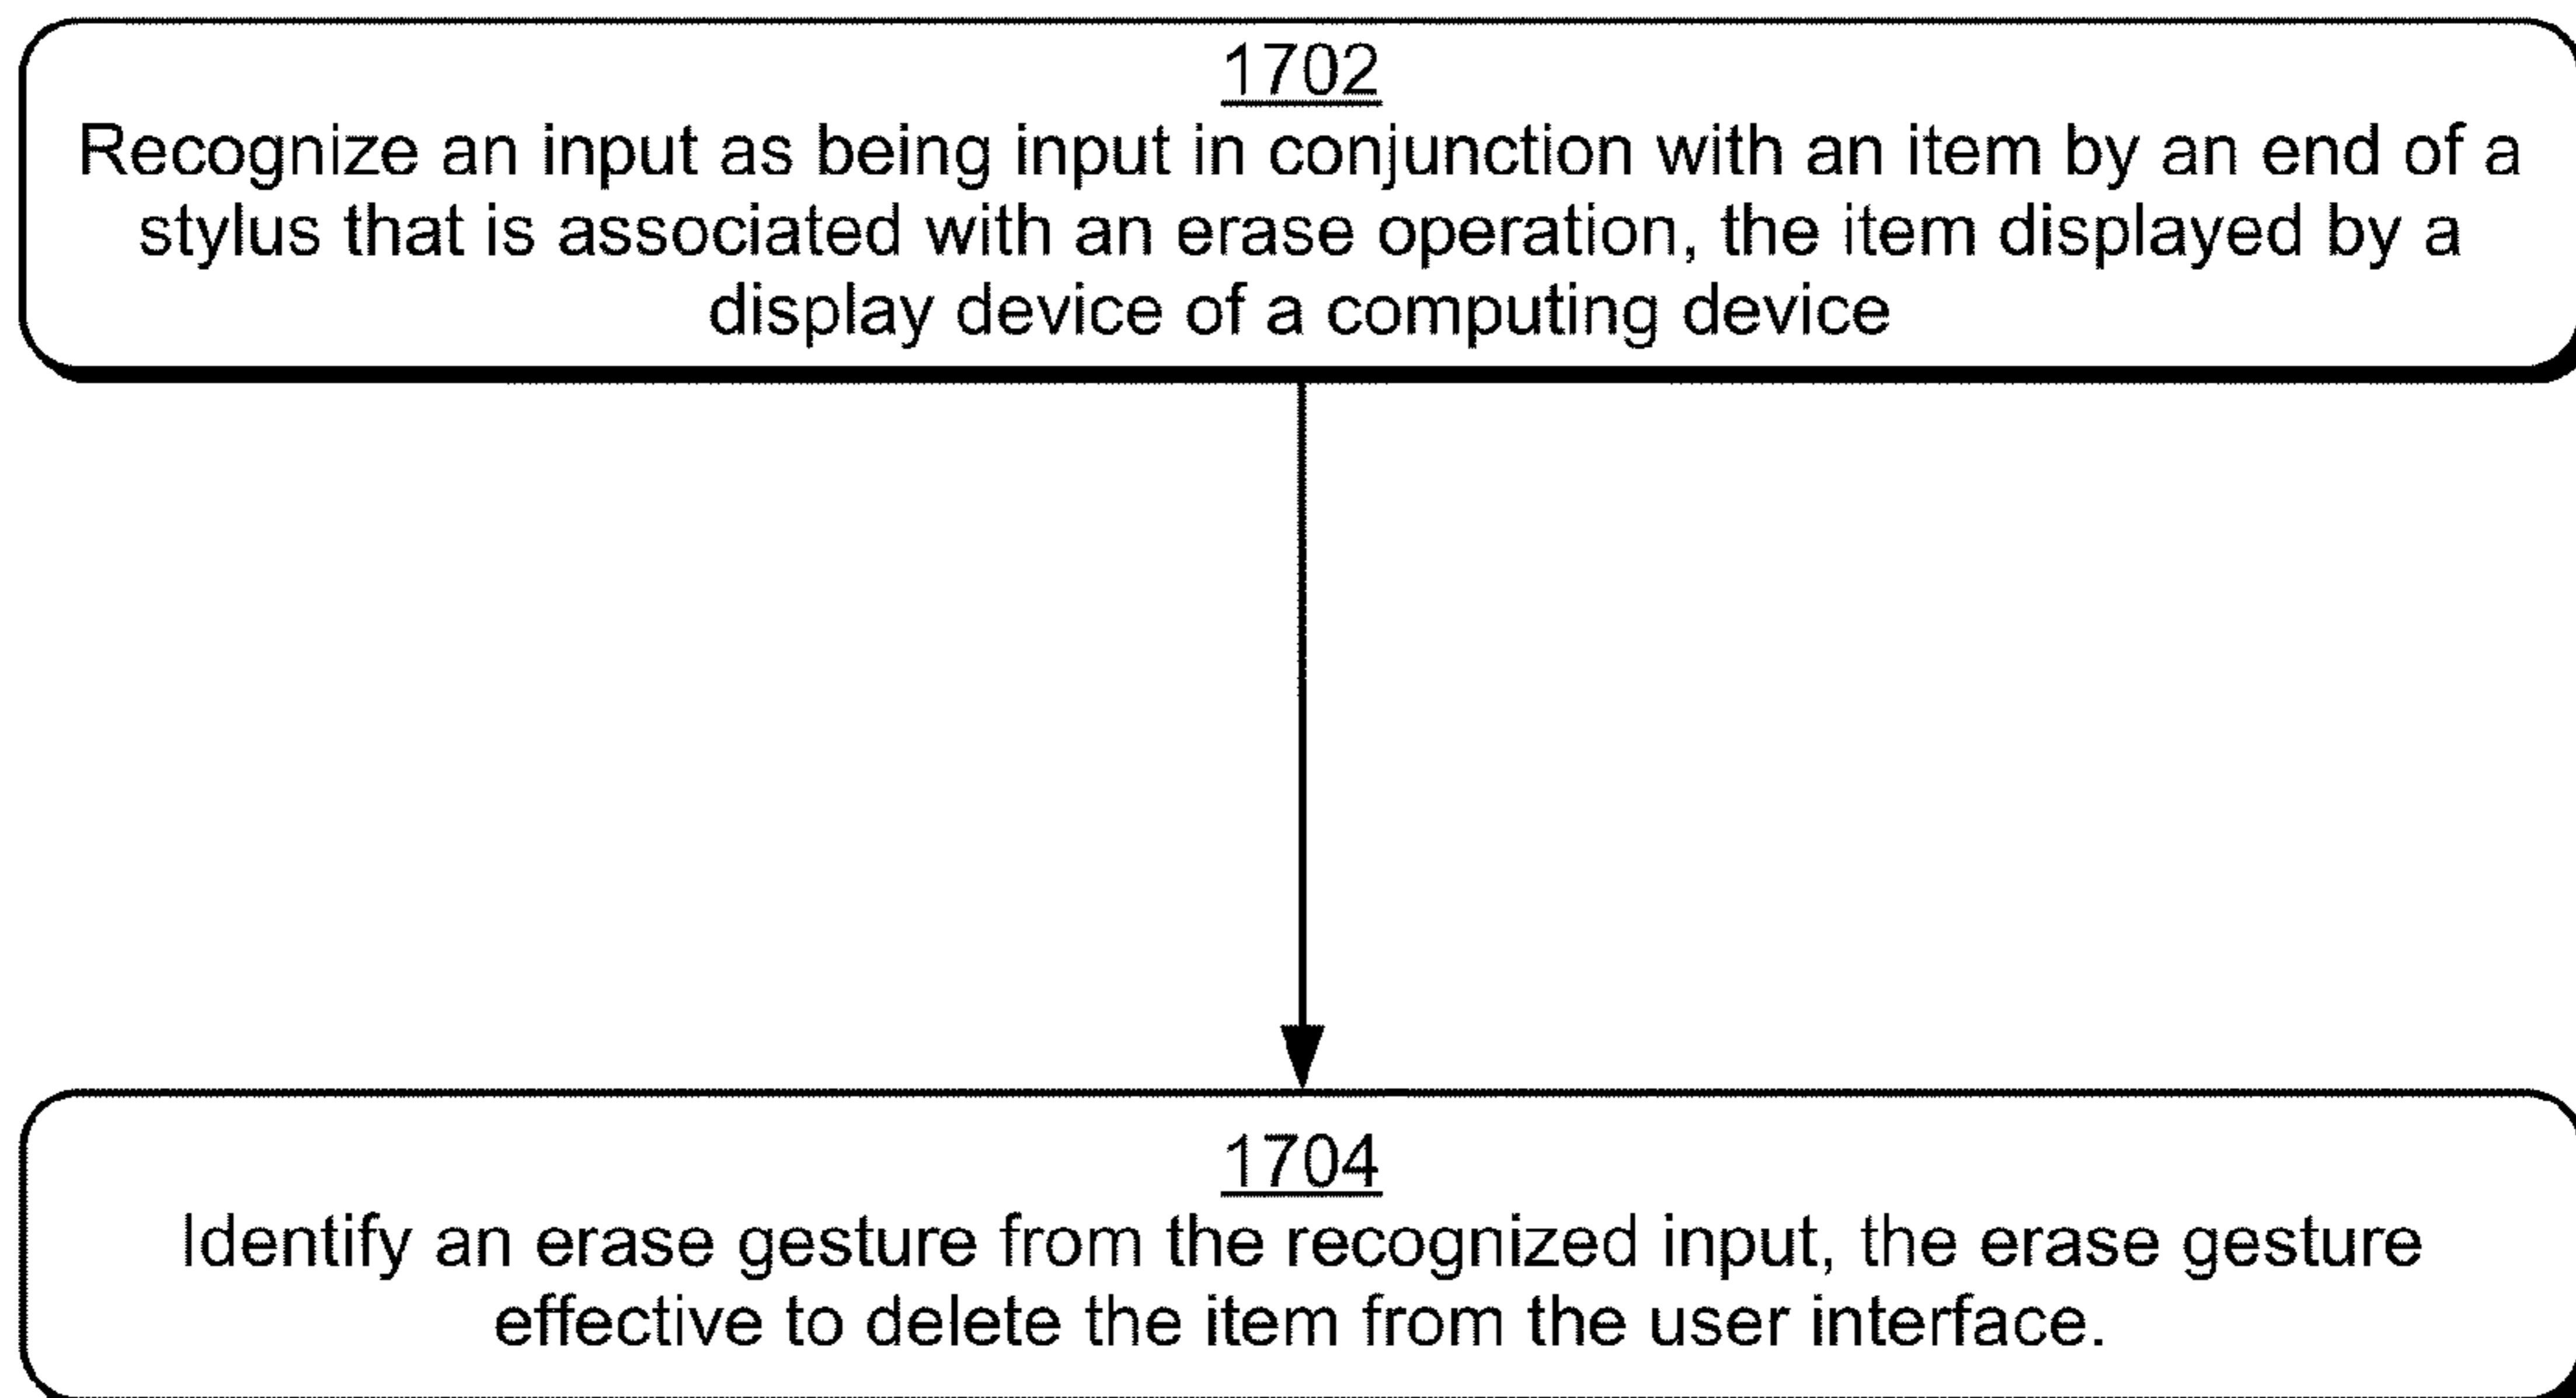 1702
Recognize an input as being input in conjunction with an item by an end of a
stylus that is associated with an erase operation, the item displayed by a
display device of a computing device
1704
Identify an erase gesture from the recognized input, the erase gesture
effective to delete the item from the user interface.